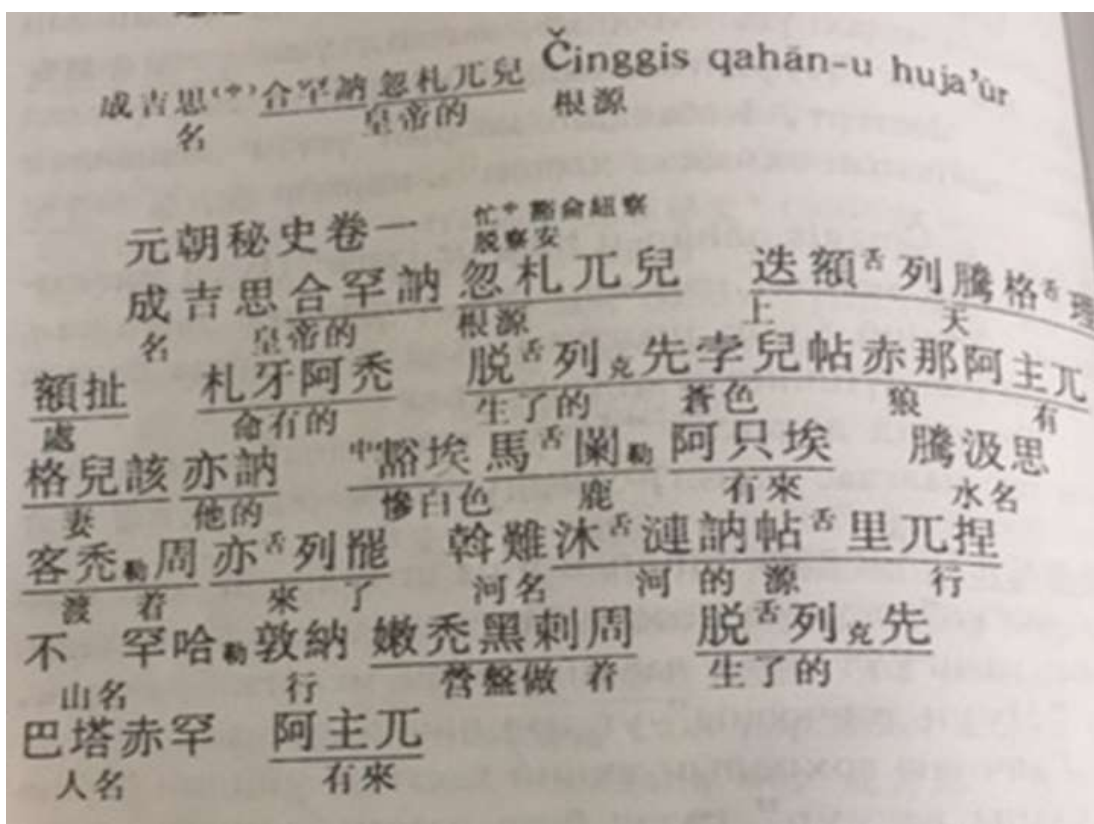 Činggis qahān-u huja’ūr
成吉思(中)合罕訥忽札兀兒
名 皇帝的 根源
元朝秘史卷一 忙中豁侖紐察
脫察安
成吉思合罕訥 忽札兀兒 迭額舌列騰格舌理
名 皇帝的 根源 上 天
額扯 札牙阿禿 脫舌列克先孛兒帖赤那阿主兀
處 命有的 生了的 蒼色 狼 有
格兒該 亦訥 中豁埃 馬舌闌勒 阿只埃 騰汲思
妻 他的 慘白色 鹿 有來 水名
客禿勒周 亦舌列罷 斡難沐舌漣訥帖舌里兀捏
渡 着 來 了 河名 河 的 源 行
不 罕哈勒敦納 嫩禿黑剌周 脫舌列克先
山名 行 營盤做 着 生了的
巴塔赤罕 阿主兀
人名 有來